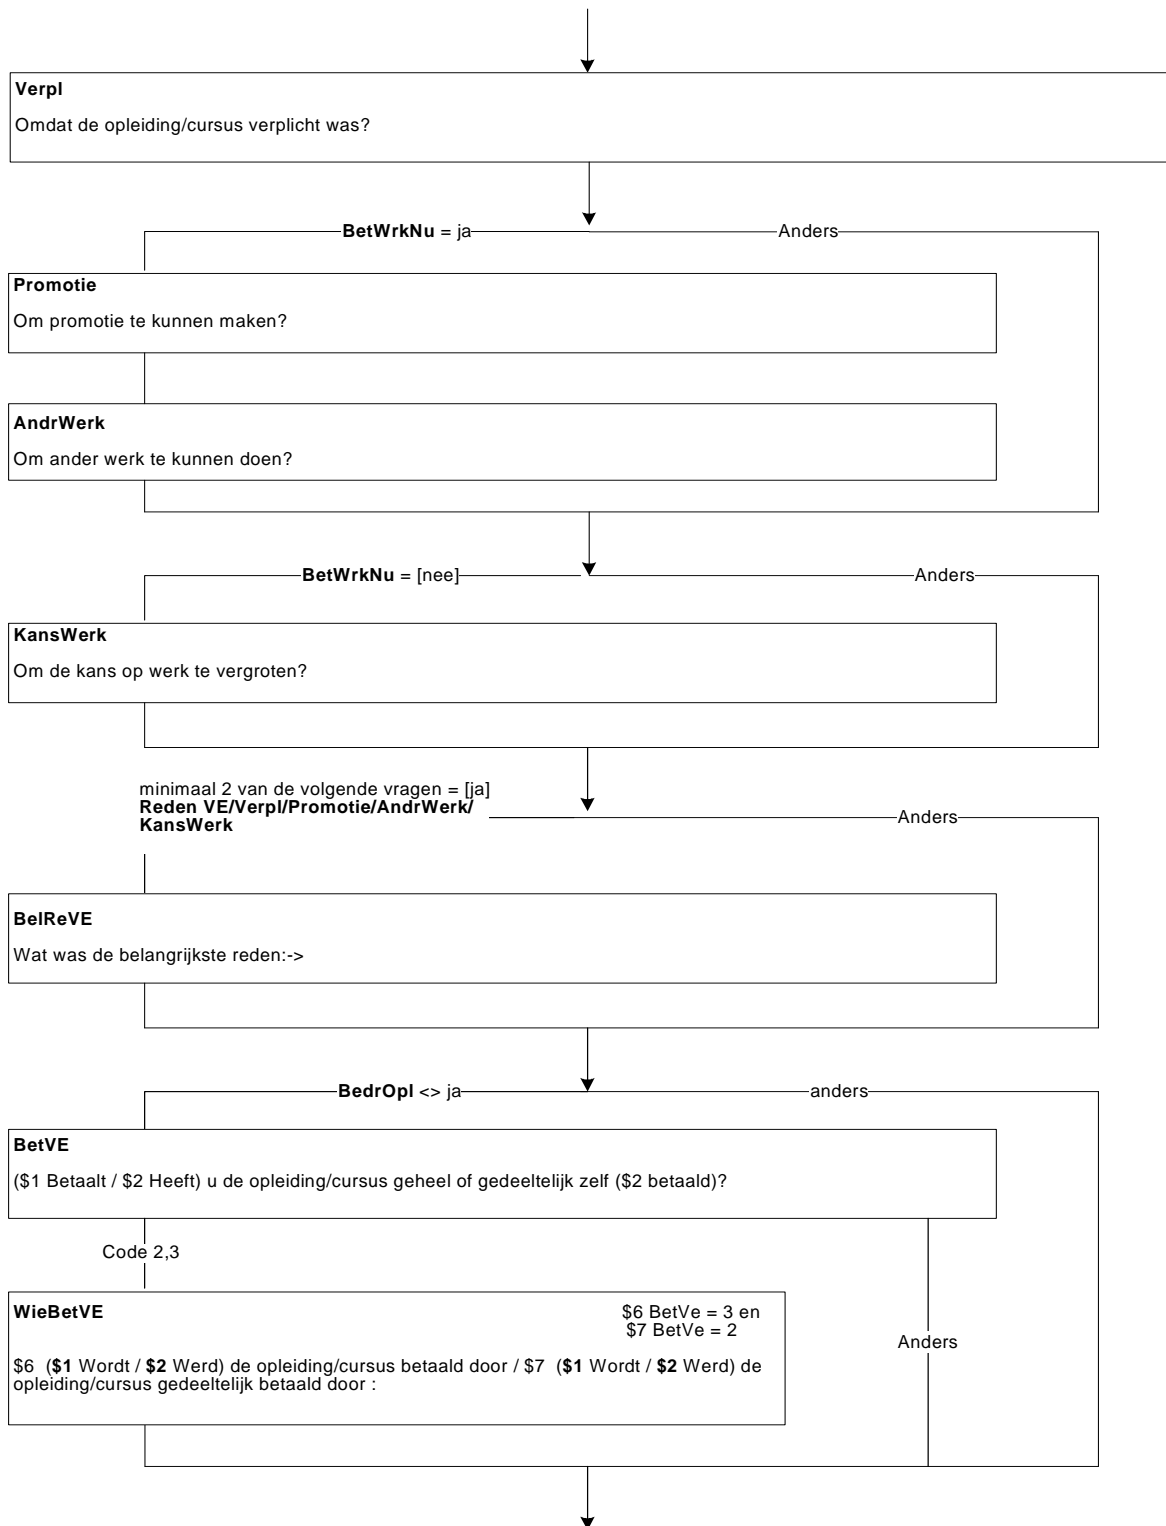 Verpl
Omdat de opleiding/cursus verplicht was?
BetWrkNu = ja
Anders
Promotie
Om promotie te kunnen maken?
AndrWerk
Om ander werk te kunnen doen?
BetWrkNu = [nee]
Anders
KansWerk
Om de kans op werk te vergroten?
minimaal 2 van de volgende vragen = [ja]
Reden VE/Verpl/Promotie/AndrWerk/
KansWerk
Anders
BelReVE
Wat was de belangrijkste reden:->
BedrOpl <> ja
anders
BetVE
($1 Betaalt / $2 Heeft) u de opleiding/cursus geheel of gedeeltelijk zelf ($2 betaald)?
Code 2,3
WieBetVE
$6 BetVe = 3 en
$7 BetVe = 2
Anders
$6 ($1 Wordt / $2 Werd) de opleiding/cursus betaald door / $7 ($1 Wordt / $2 Werd) de
opleiding/cursus gedeeltelijk betaald door :